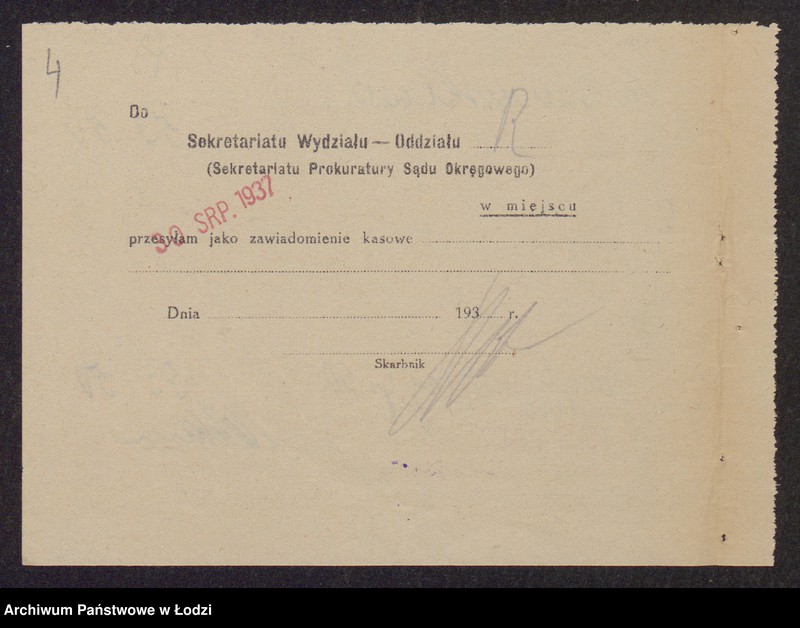 4
Do
Sekretariatu Wydziału — Oddziału R
(Sekretariatu Prokuratury Sądu Okręgowego)
30 SRP. 1937
w miejscu
przesyłam jako zawiadomienie kasowe
Dnia 193 r.
Skarbnik
Archiwum Państwowe w Łodzi